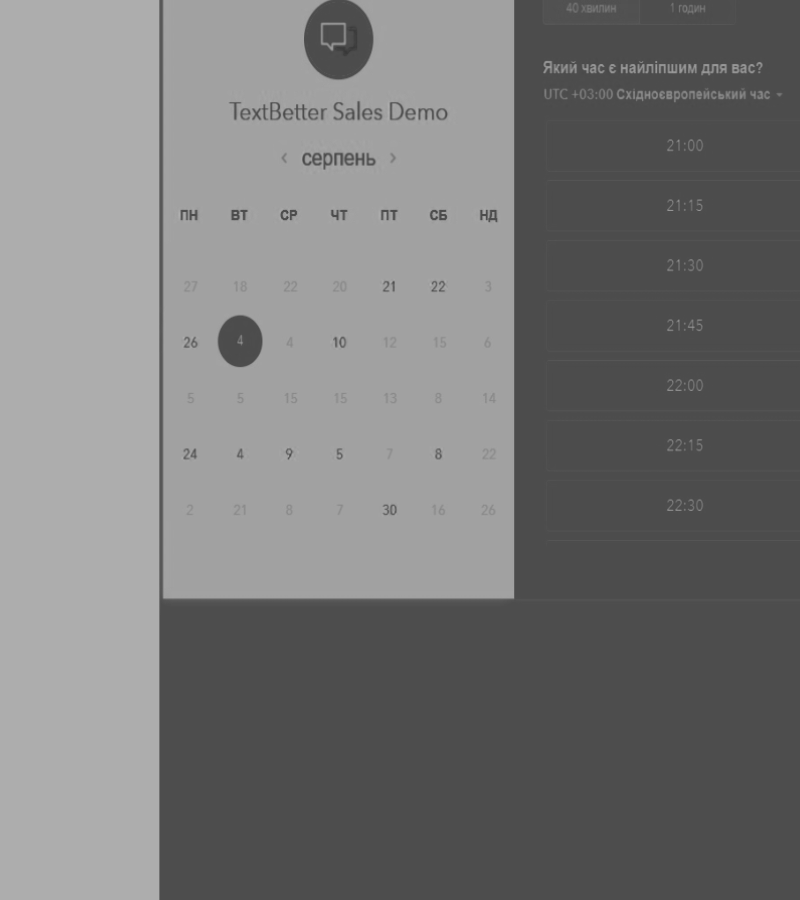 TextBetter Sales Demo
серпень
ПН ВТ СР ЧТ ПТ СБ НД
27 18 22 20 21 22 3
26 4 4 10 12 15 6
5 5 15 15 13 8 14
24 4 9 5 7 8 22
2 21 8 7 30 16 26
40 хвилин 1 годин
Який час є найліпшим для вас?
UTC +03:00 Східноєвропейський час
21:00
21:15
21:30
21:45
22:00
22:15
22:30